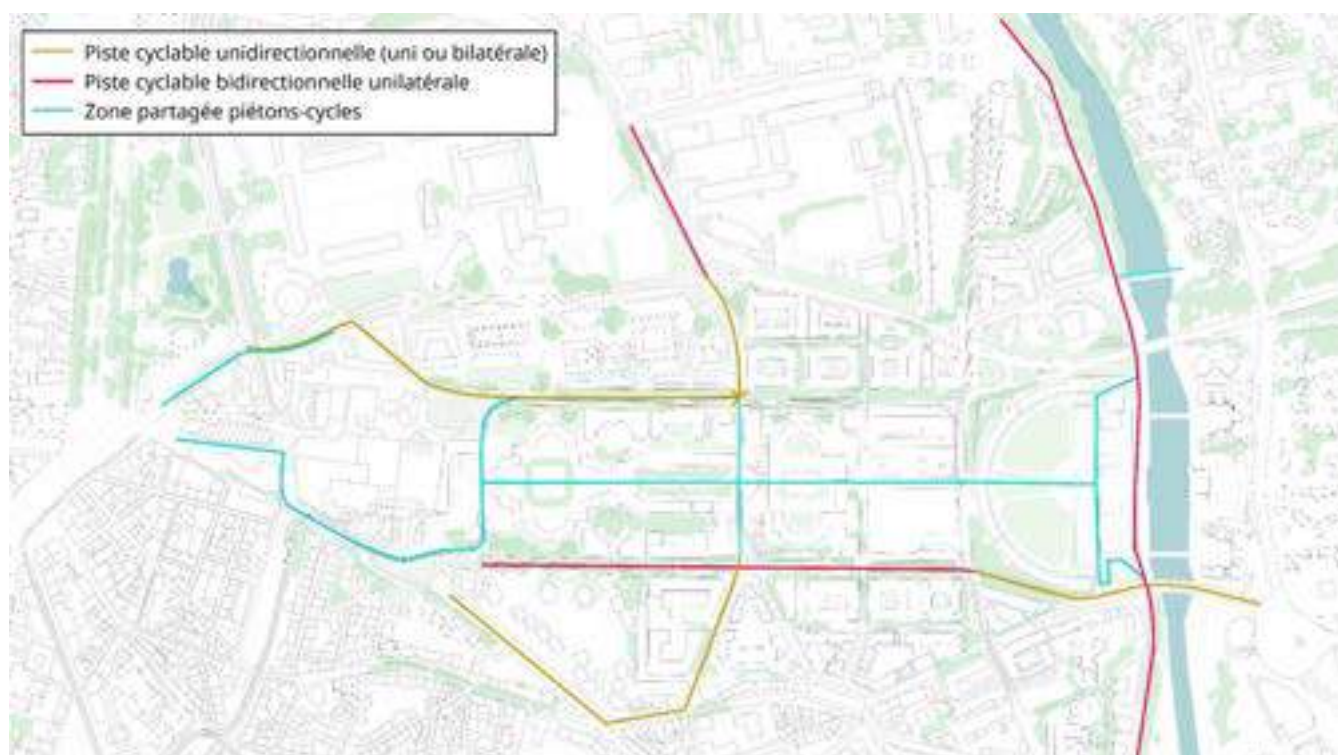 Piste cyclable unidirectionnelle (uni ou bilatérale)
Piste cyclable bidirectionnelle unilatérale
Zone partagée piétons-cycles